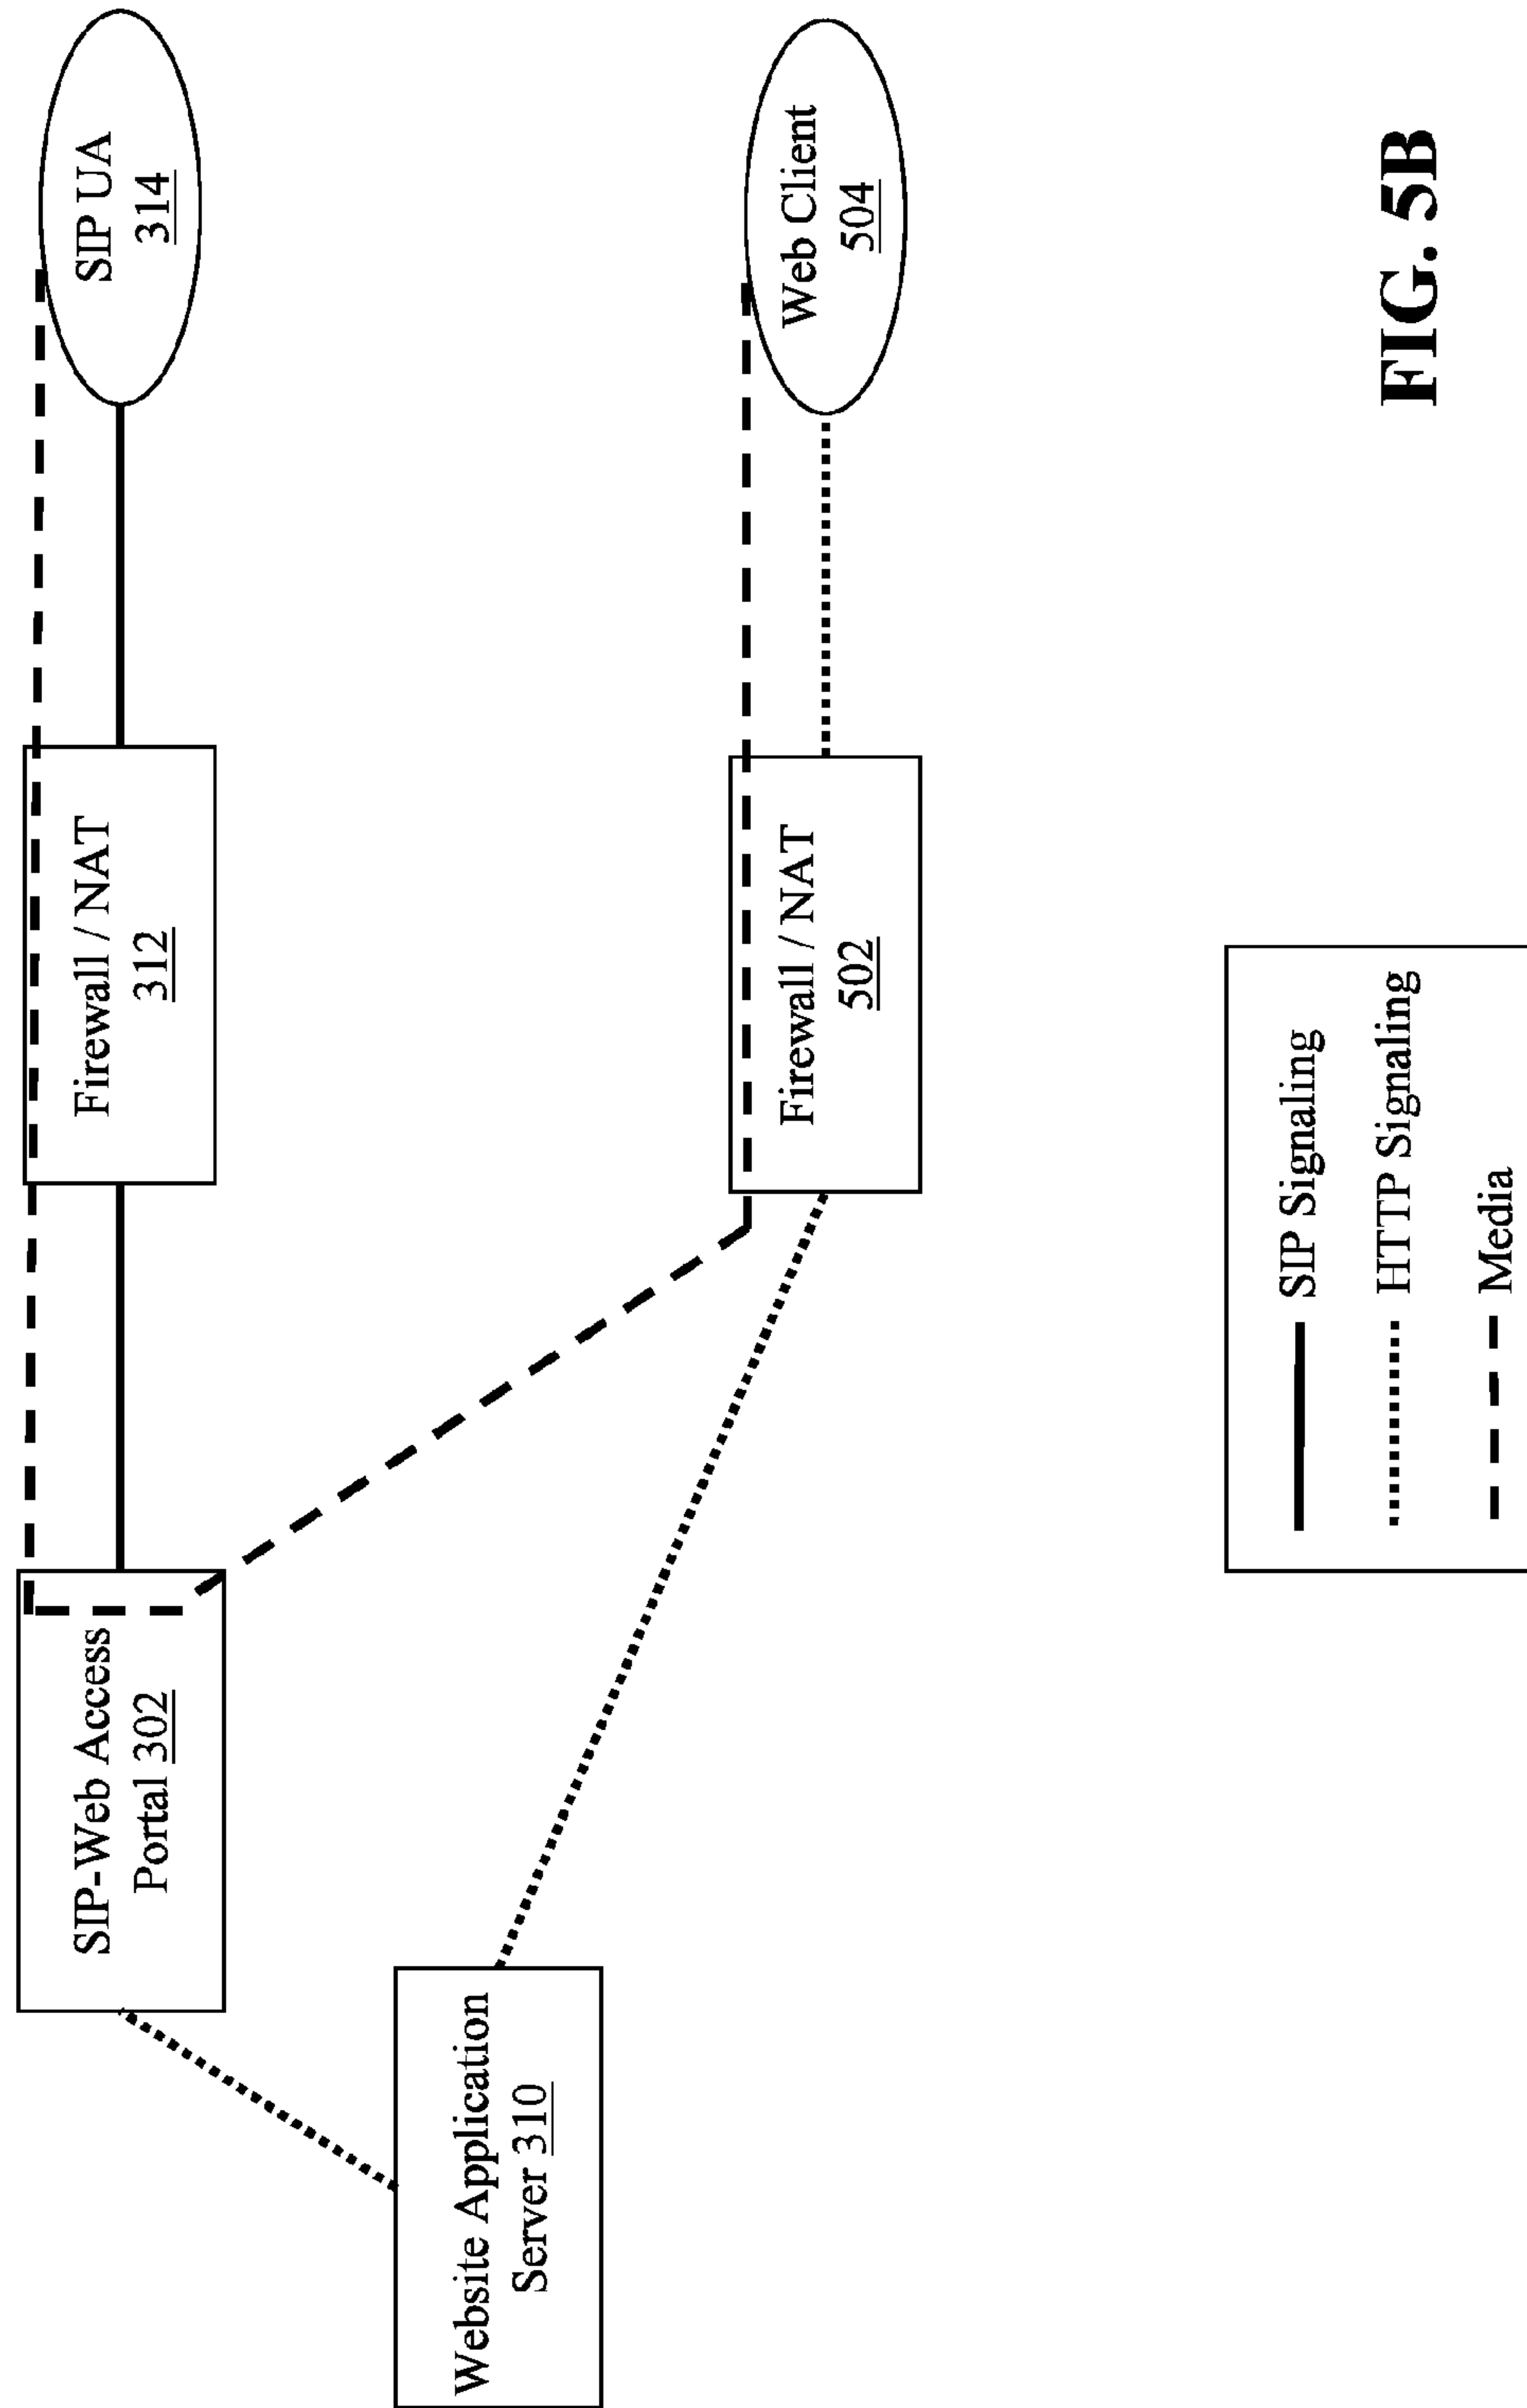 SIP-Web Access
Portal 302
Firewall / NAT
312
SIP UA
314
Website Application
Server 310
Firewall / NAT
502
Web Client
504
SIP Signaling
HTTP Signaling
Media
FIG. 5B